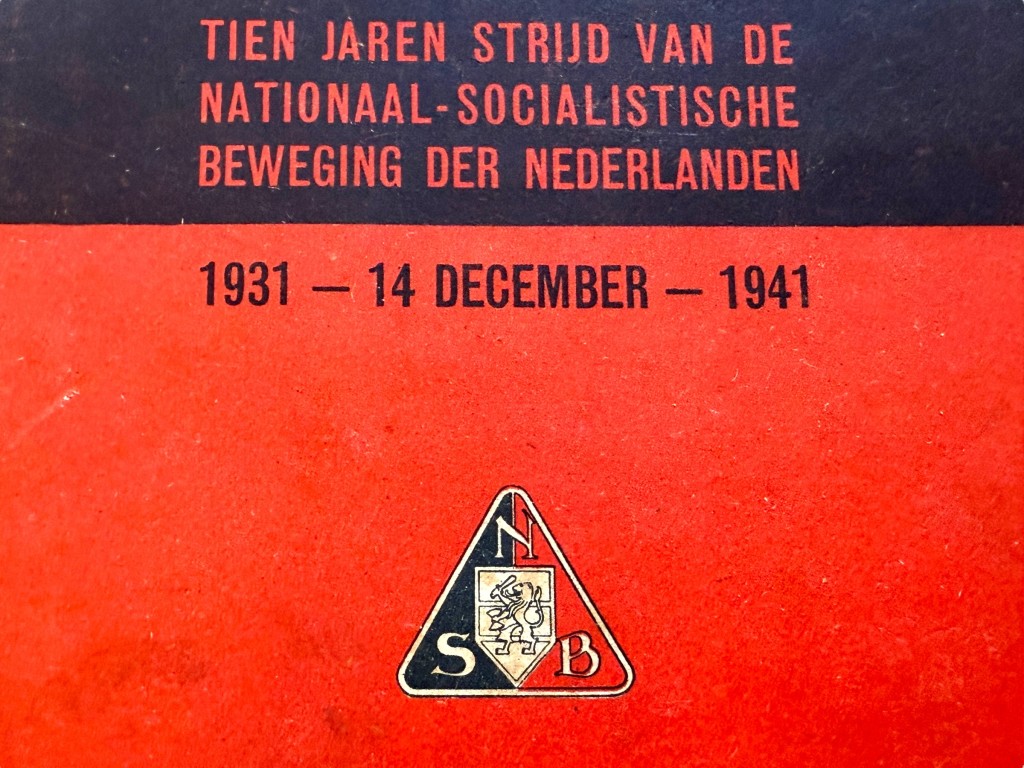 TIEN JAREN STRIJD VAN DE
NATIONAAL-SOCIALISTISCHE
BEWEGING DER NEDERLANDEN
1931 — 14 DECEMBER — 1941
N
S B